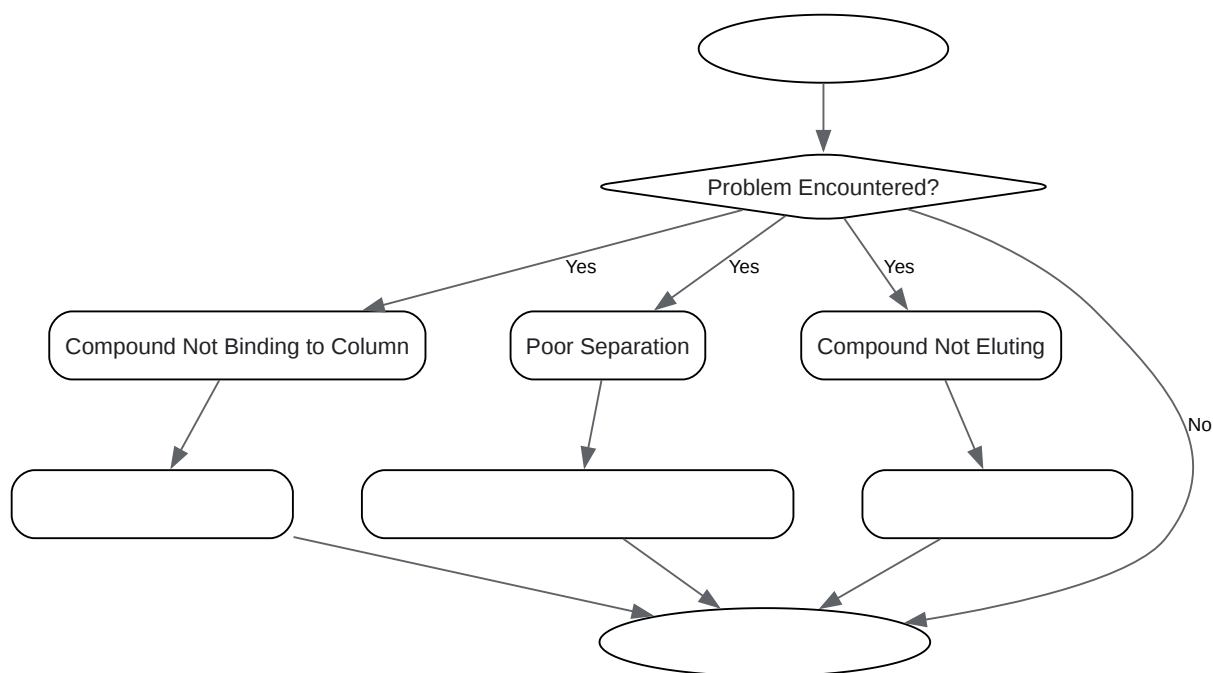 Problem Encountered?
Yes
Yes
Yes
Compound Not Binding to Column
Poor Separation
Compound Not Eluting
No